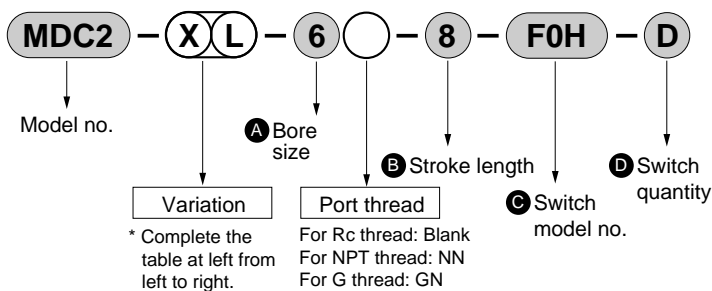 MDC2 - X L - 6 - 8 - F0H - D
Model no.
A Bore size
B Stroke length
C Switch model no.
D Switch quantity
Variation
* Complete the
table at left from
left to right.
Port thread
For Rc thread: Blank
For NPT thread: NN
For G thread: GN